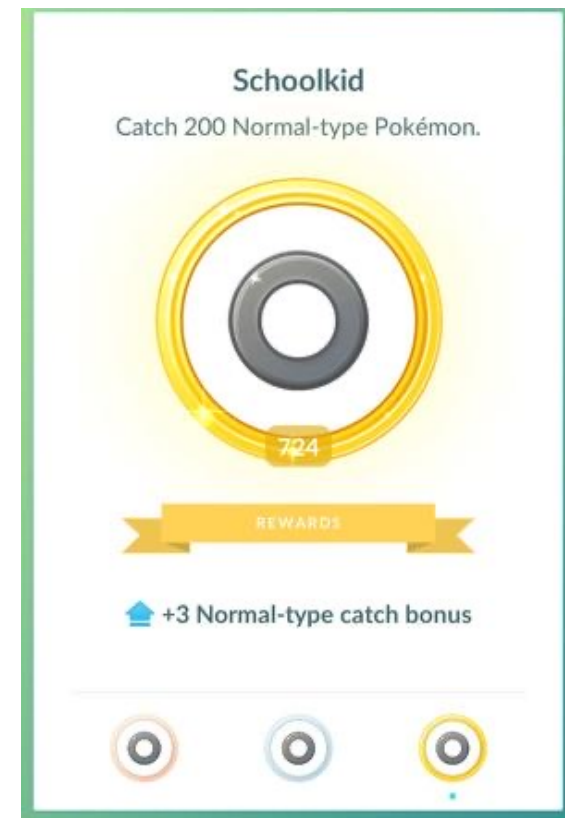 Schoolkid
Catch 200 Normal-type Pokémon.
724
REWARDS
+3 Normal-type catch bonus